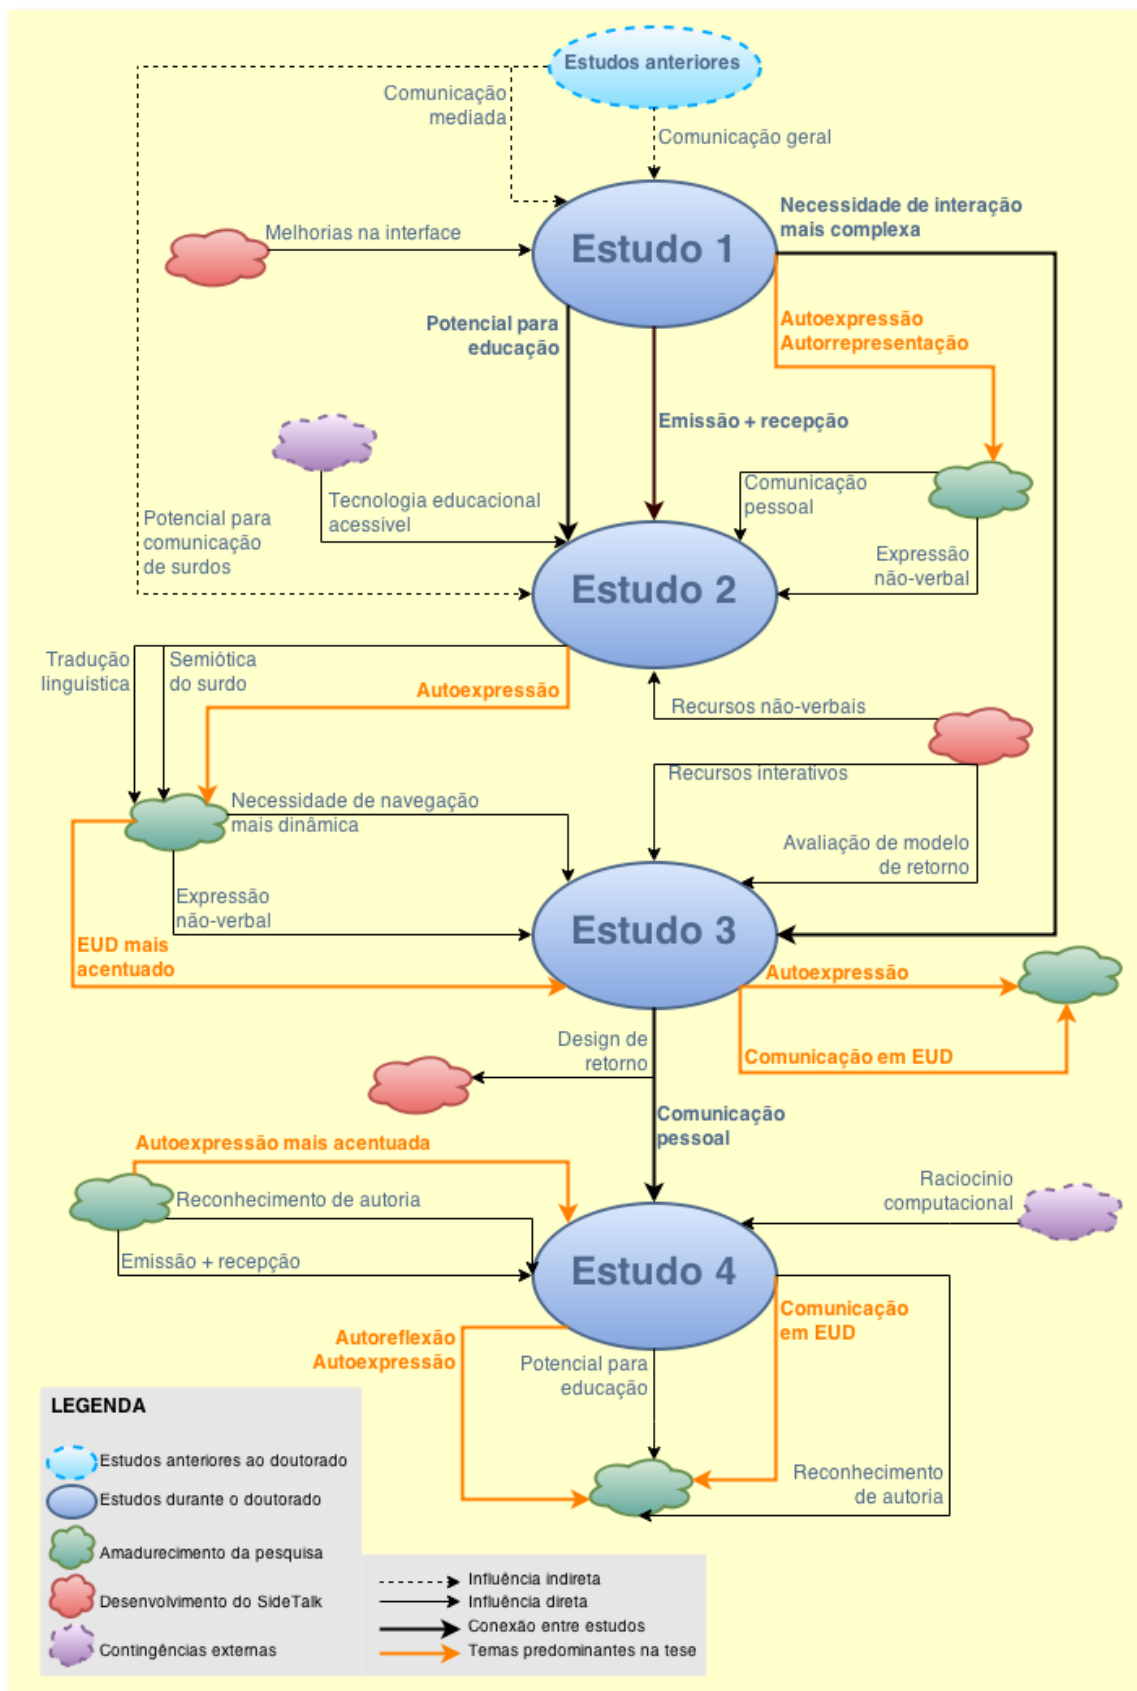 Estudos anteriores
Comunicação
mediada
Comunicação geral
Necessidade de interação
mais complexa
Melhorias na interface
Estudo 1
Potencial para
educação
Autoexpressão
Autorrepresentação
Emissão + recepção
Comunicação
pessoal
Tecnologia educacional
acessível
Potencial para
comunicação
de surdos
Expressão
não-verbal
Estudo 2
Tradução
linguística
Semiótica
do surdo
Autoexpressão
Recursos não-verbais
Recursos interativos
Necessidade de navegação
mais dinâmica
Avaliação de modelo
de retorno
Expressão
não-verbal
Estudo 3
EUD mais
acentuado
Autoexpressão
Design de
retorno
Comunicação em EUD
Comunicação
pessoal
Autoexpressão mais acentuada
Reconhecimento de autoria
Raciocínio
computacional
Emissão + recepção
Estudo 4
Comunicação
em EUD
Autoreflexão
Autoexpressão
Potencial para
educação
Reconhecimento
de autoria
LEGENDA
Estudos anteriores ao doutorado
Estudos durante o doutorado
Amadurecimento da pesquisa
Desenvolvimento do SideTalk
Contingências externas
Influência indireta
Influência direta
Conexão entre estudos
Temas predominantes na tese